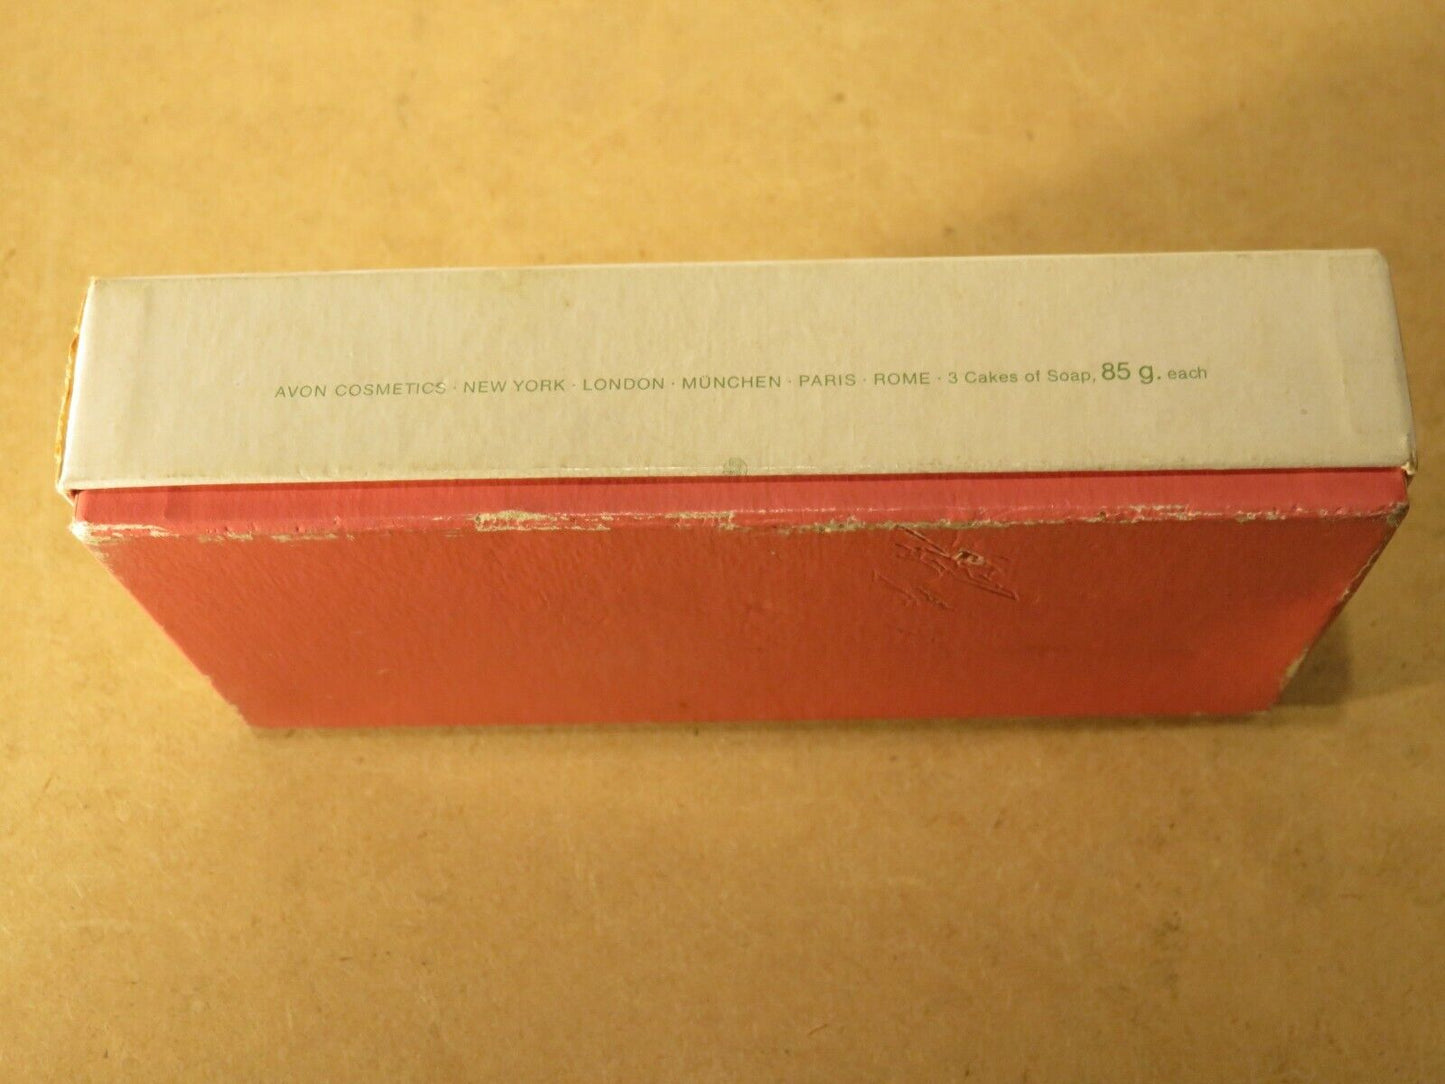 AVON COSMETICS · NEW YORK · LONDON · MÜNCHEN · PARIS · ROME · 3 Cakes of Soap, 85 g. each